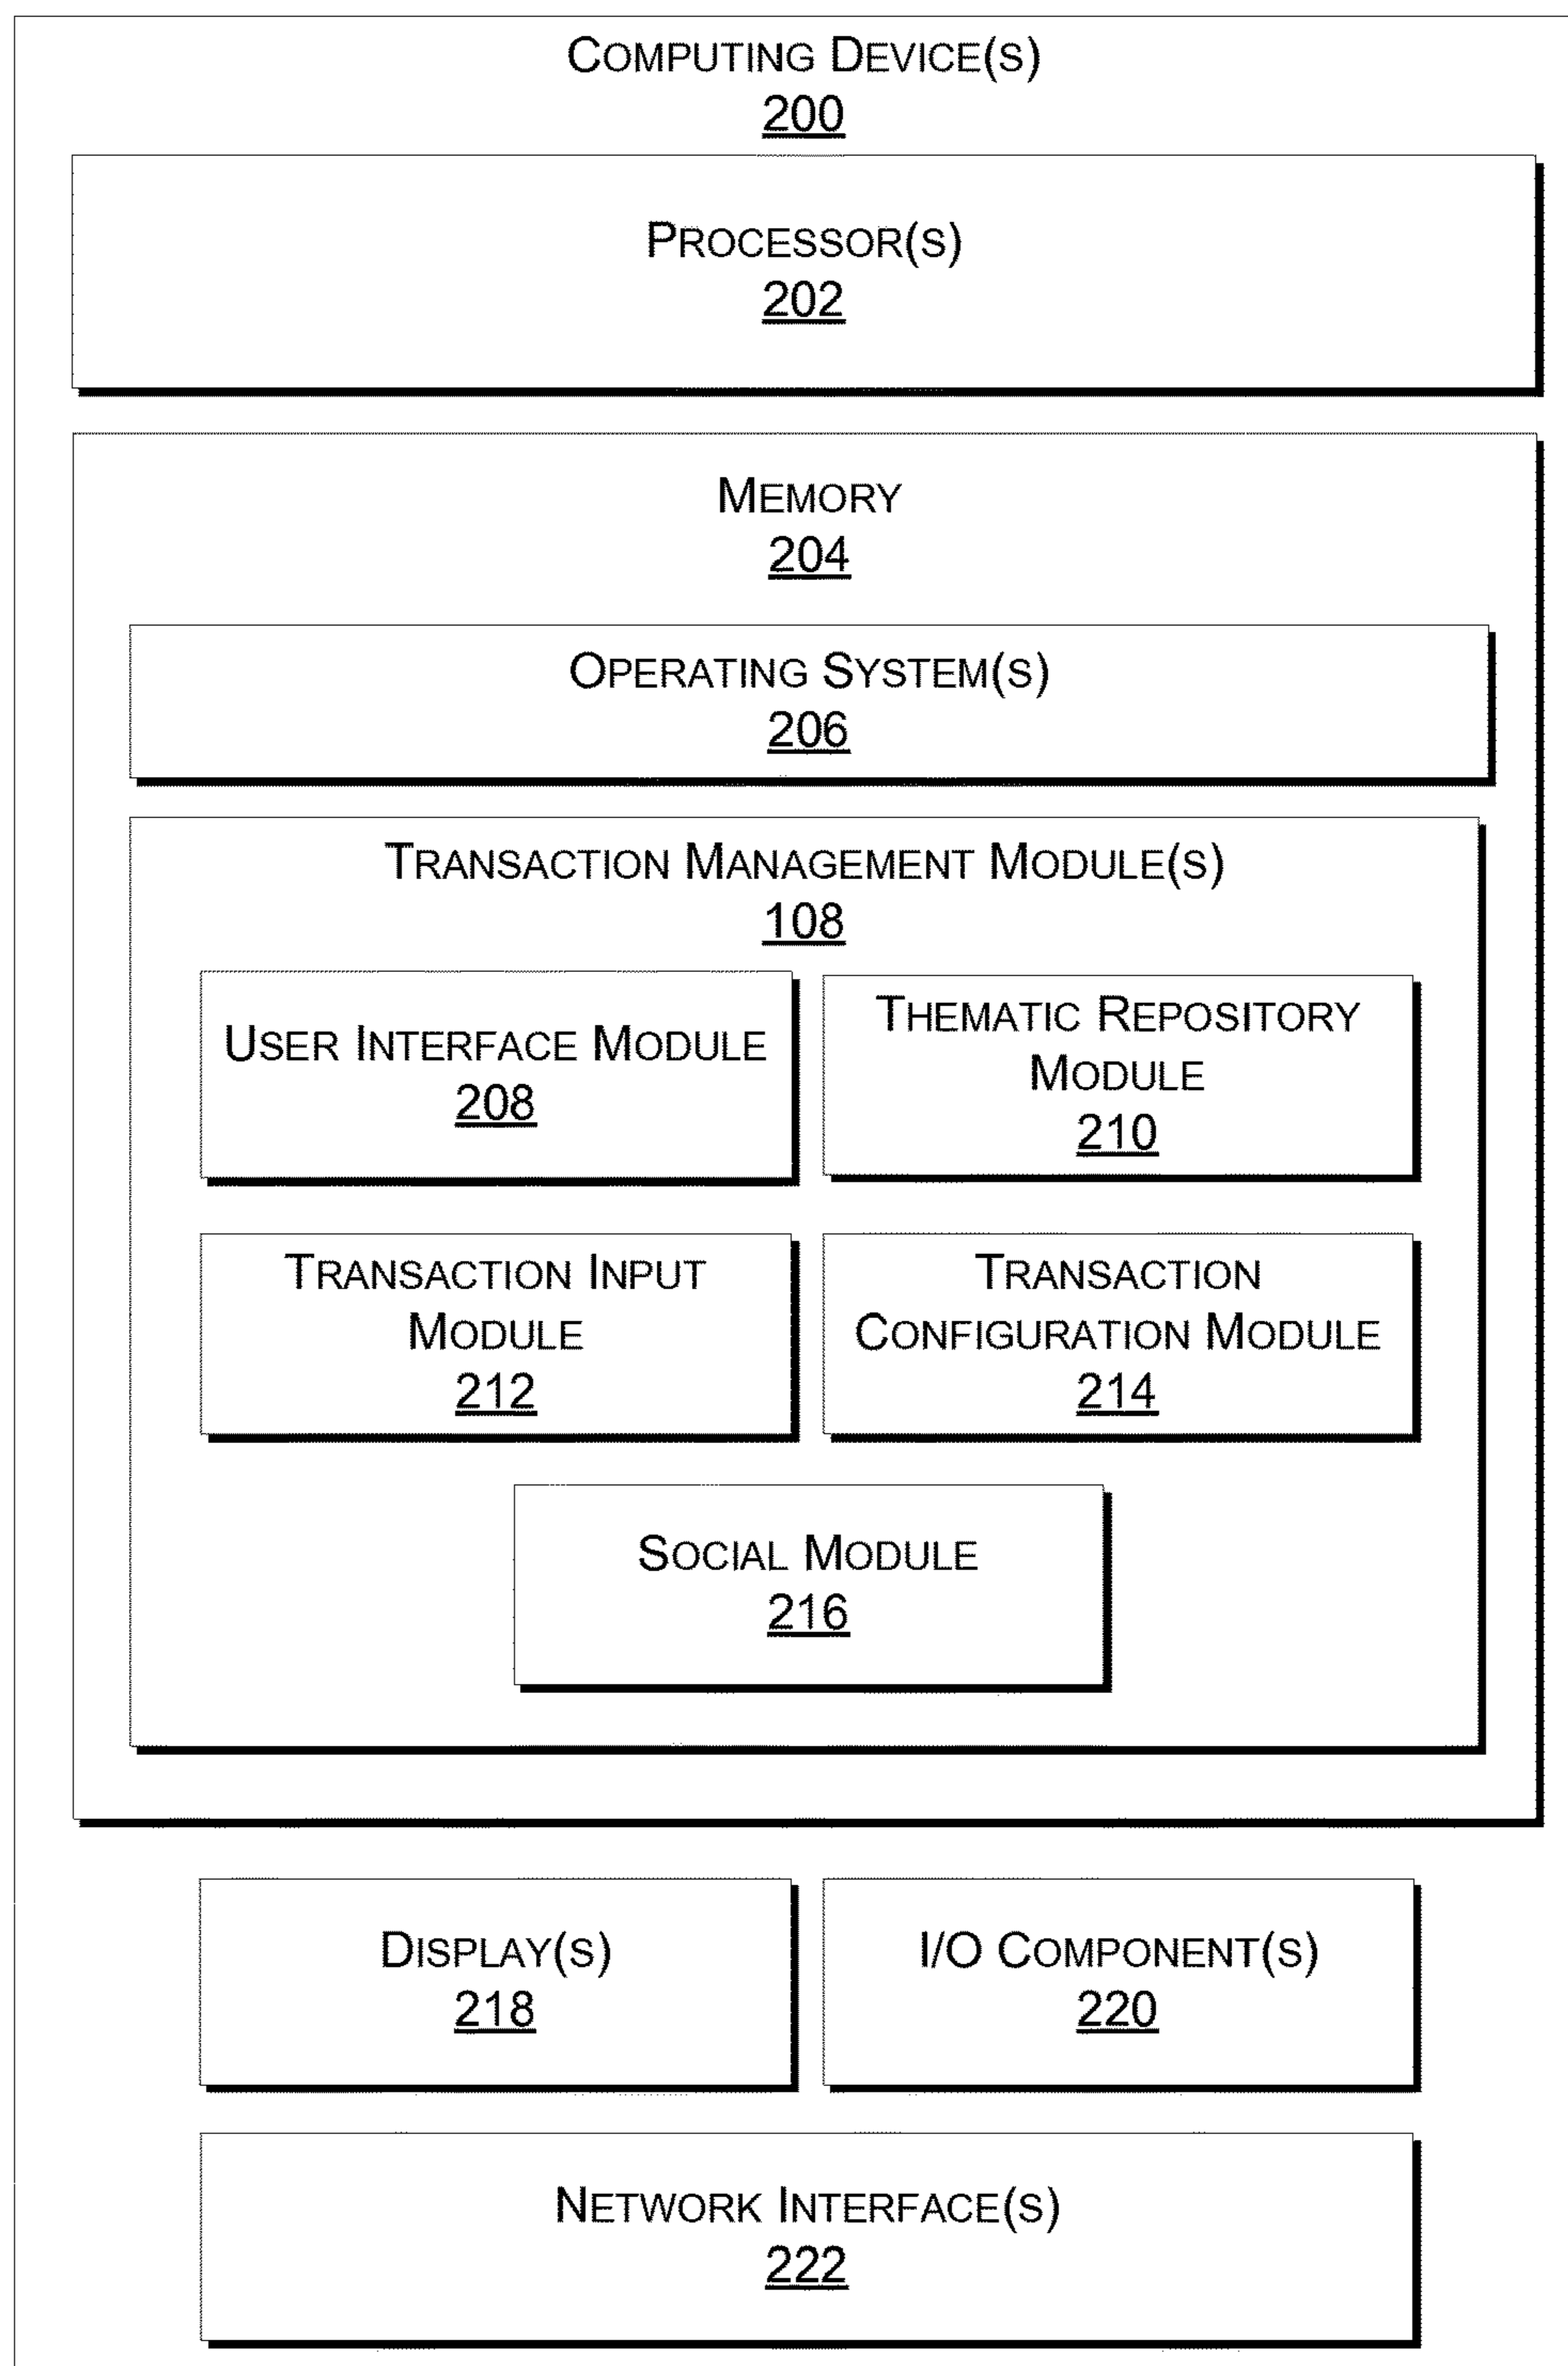 COMPUTING DEVICE(S)
200
PROCESSOR(S)
202
MEMORY
204
OPERATING SYSTEM(S)
206
TRANSACTION MANAGEMENT MODULE(S)
108
USER INTERFACE MODULE
208
THEMATIC REPOSITORY
MODULE
210
TRANSACTION INPUT
MODULE
212
TRANSACTION
CONFIGURATION MODULE
214
SOCIAL MODULE
216
DISPLAY(S)
218
I/O COMPONENT(S)
220
NETWORK INTERFACE(S)
222